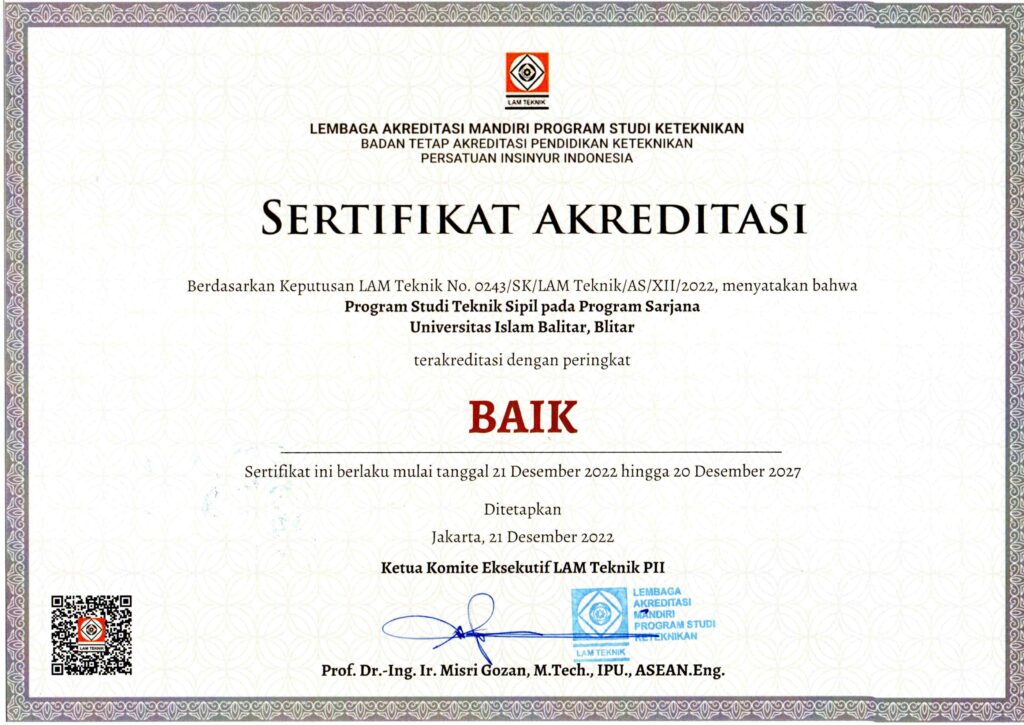 LAM TEKNIK
LEMBAGA AKREDITASI MANDIRI PROGRAM STUDI KETEKNIKAN
BADAN TETAP AKREDITASI PENDIDIKAN KETEKNIKAN
PERSATUAN INSINYUR INDONESIA
SERTIFIKAT AKREDITASI
Berdasarkan Keputusan LAM Teknik No. 0243/SK/LAM Teknik/AS/XII/2022, menyatakan bahwa
Program Studi Teknik Sipil pada Program Sarjana
Universitas Islam Balitar, Blitar
terakreditasi dengan peringkat
BAIK
Sertifikat ini berlaku mulai tanggal 21 Desember 2022 hingga 20 Desember 2027
Ditetapkan
Jakarta, 21 Desember 2022
Ketua Komite Eksekutif LAM Teknik PII
LEMBAGA
AKREDITASI
MANDIRI
PROGRAM STUDI
KETEKNIKAN
LAM TEKNIK
LAM TEKNIK
Prof. Dr.-Ing. Ir. Misri Gozan, M.Tech., IPU., ASEAN.Eng.